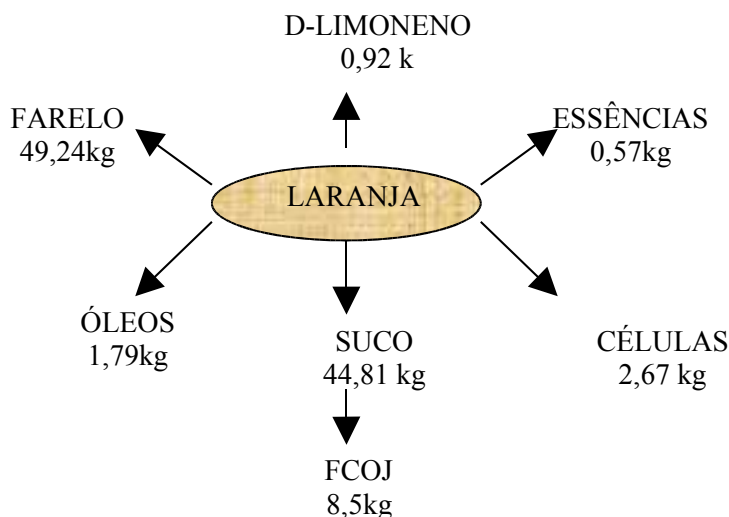 D-LIMONENO
0,92 k
FARELO
49,24kg
ESSÊNCIAS
0,57kg
LARANJA
ÓLEOS
1,79kg
SUCO
44,81 kg
CÉLULAS
2,67 kg
FCOJ
8,5kg